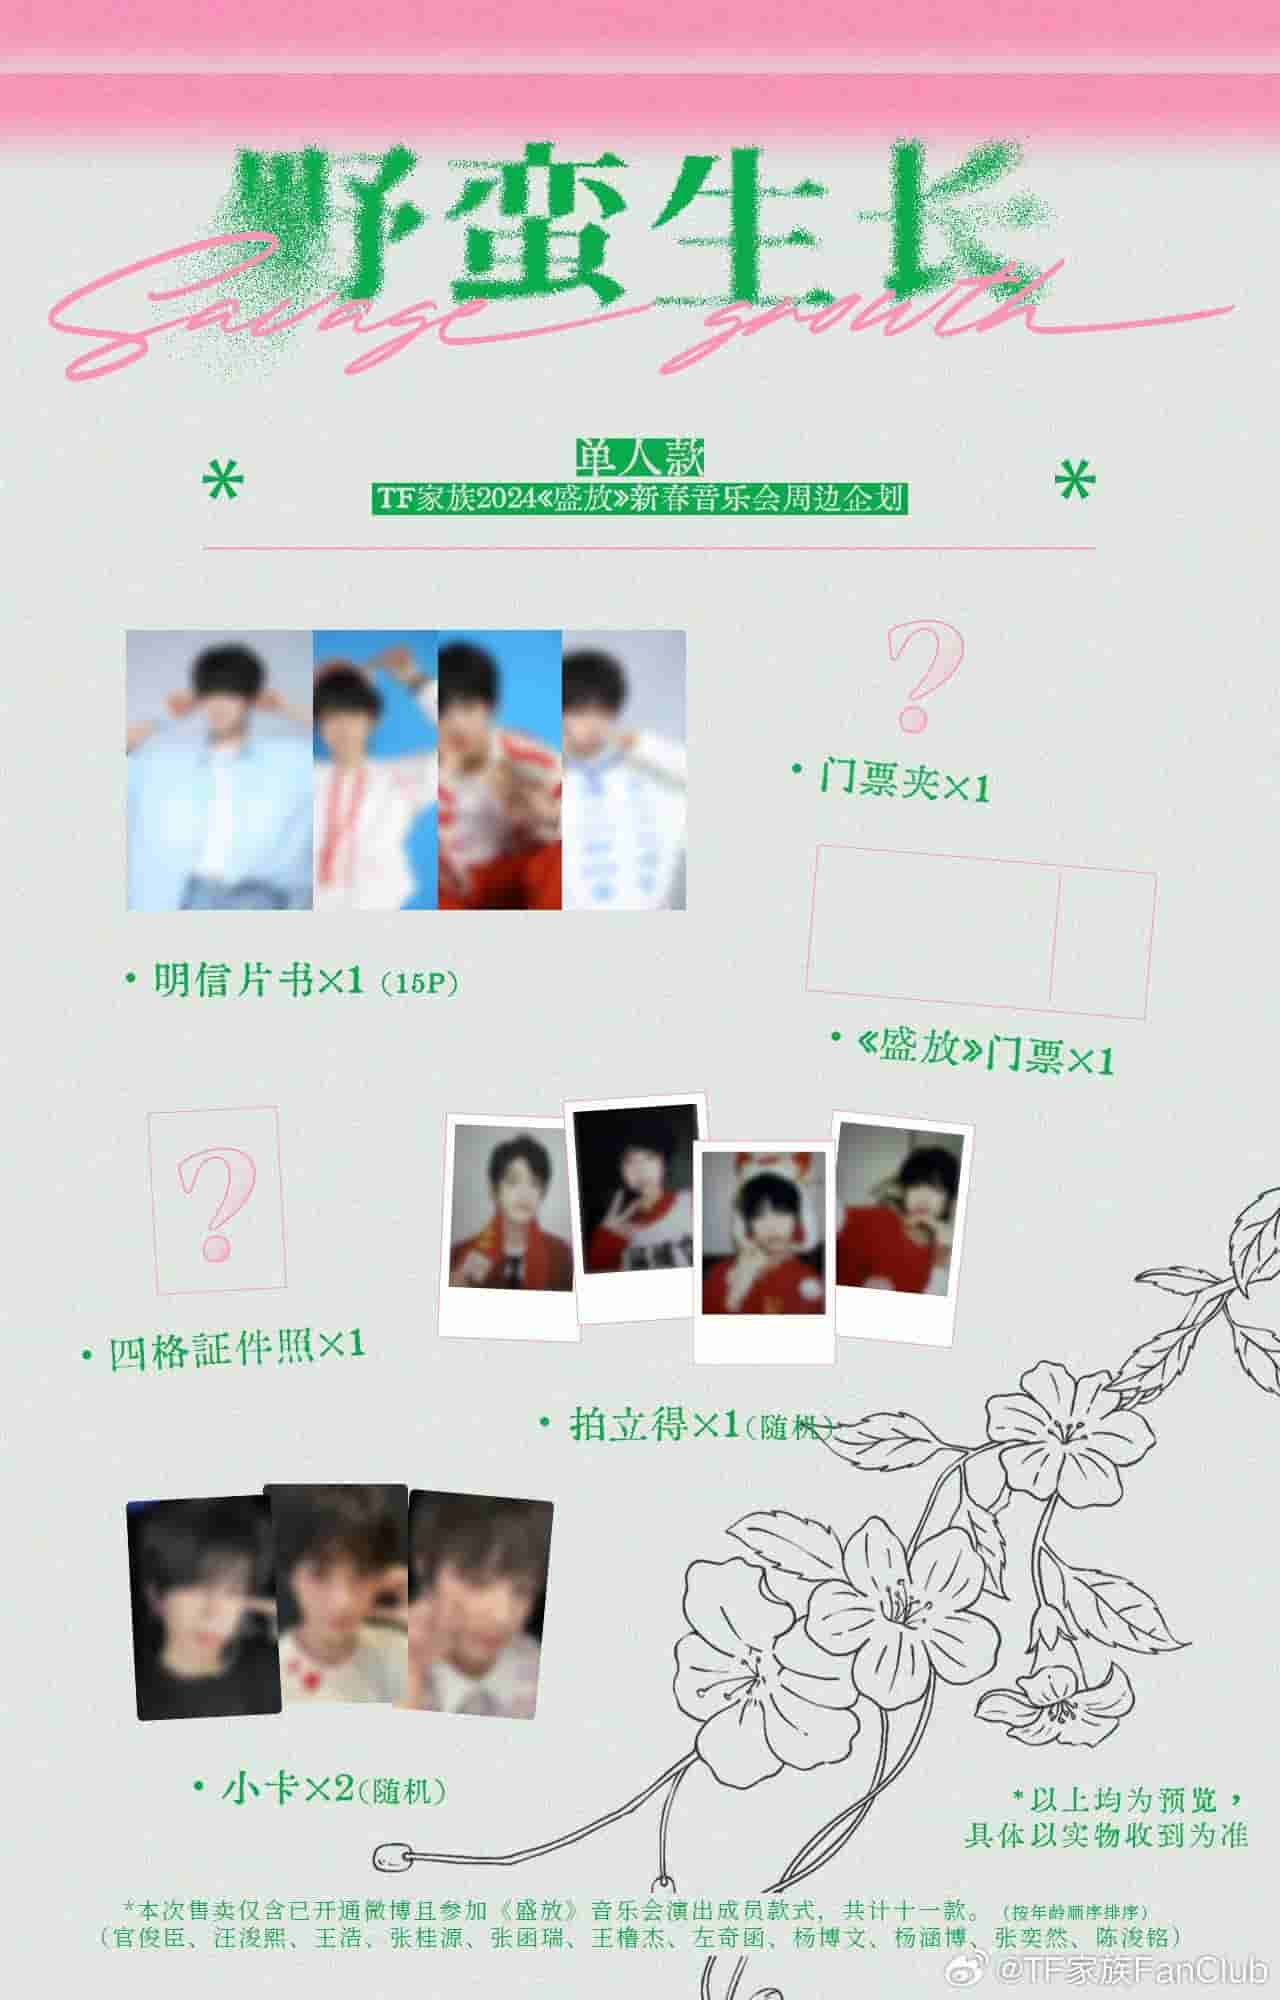 野蛮生长
Savage growth
单人款
* TF家族2024《盛放》新春音乐会周边企划 *
?
• 门票夹×1
• 明信片书×1（15P）
• 《盛放》门票×1
?
• 四格証件照×1
• 拍立得×1（随机）
• 小卡×2（随机）
*以上均为预览，
具体以实物收到为准
*本次售卖仅含已开通微博且参加《盛放》音乐会演出成员款式，共计十一款。（按年龄顺序排序）
（官俊臣、汪浚熙、王浩、张桂源、张函瑞、王橹杰、左奇函、杨博文、杨涵博、张奕然、陈浚铭）
@TF家族FanClub